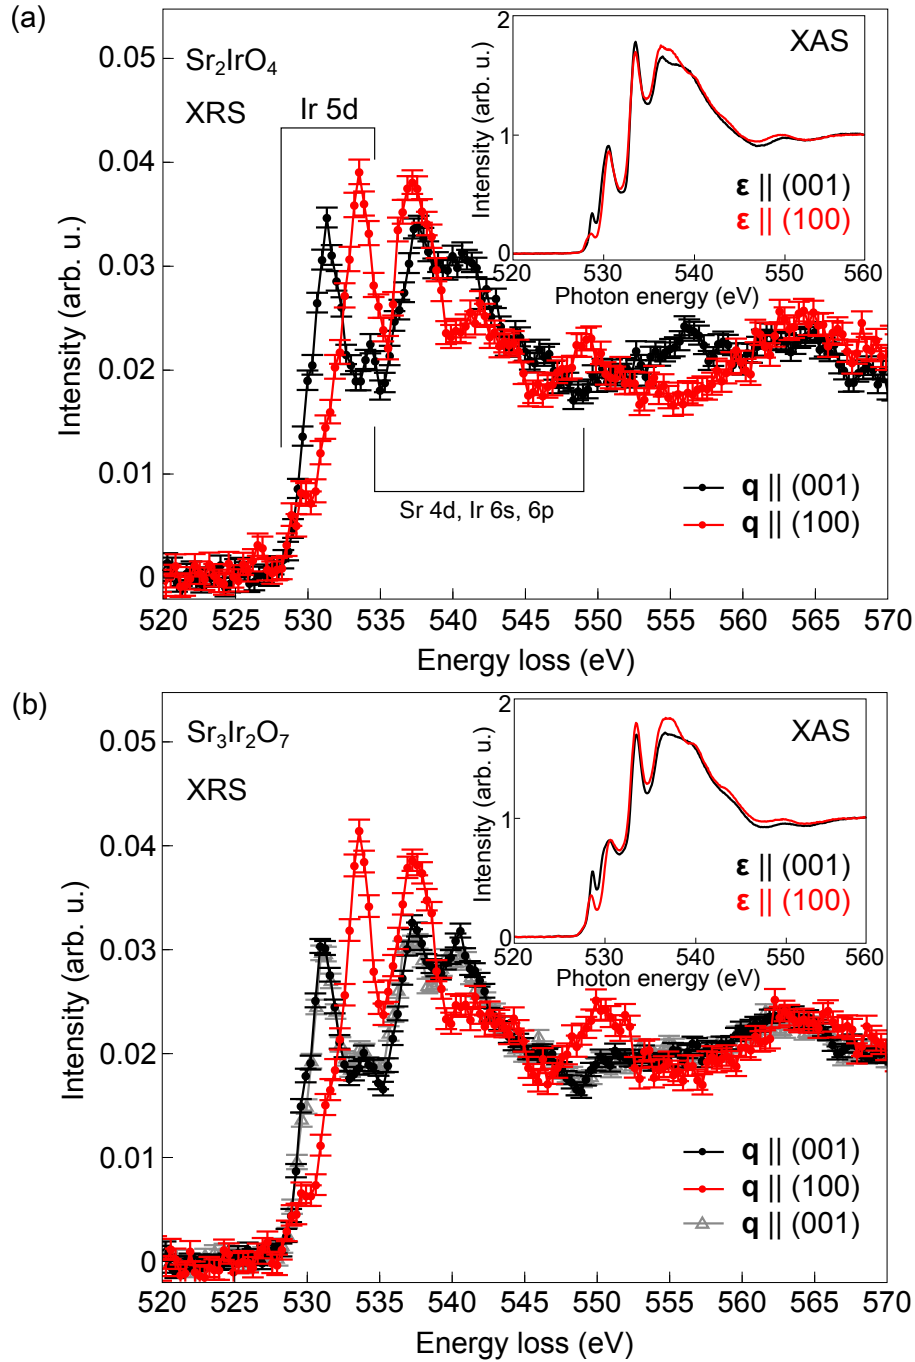 (a)
Sr₂IrO₄
XRS
Ir 5d
Sr 4d, Ir 6s, 6p
0.05
0.04
0.03
0.02
0.01
0
Intensity (arb. u.)
520 525 530 535 540 545 550 555 560 565 570
Energy loss (eV)
q || (001)
q || (100)
XAS
2
1
0
Intensity (arb. u.)
ε || (001)
ε || (100)
520 530 540 550 560
Photon energy (eV)
(b)
Sr₃Ir₂O₇
XRS
0.05
0.04
0.03
0.02
0.01
0
Intensity (arb. u.)
520 525 530 535 540 545 550 555 560 565 570
Energy loss (eV)
q || (001)
q || (100)
q || (001)
XAS
2
1
0
Intensity (arb. u.)
ε || (001)
ε || (100)
520 530 540 550 560
Photon energy (eV)